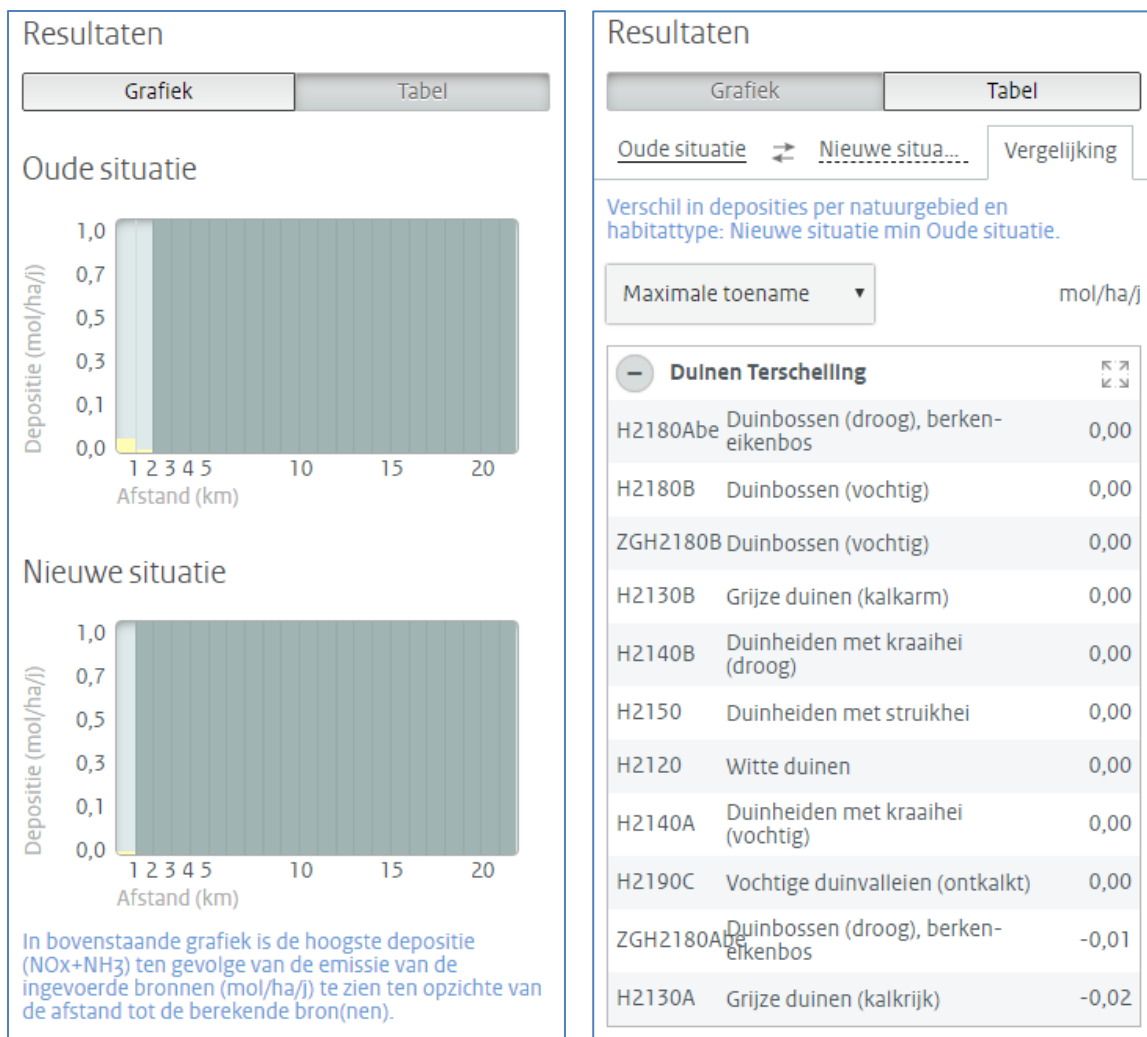 Resultaten
Grafiek Tabel
Oude situatie
Depositie (mol/ha/j)
1,0
0,7
0,5
0,3
0,1
0,0
1 2 3 4 5 10 15 20
Afstand (km)
Nieuwe situatie
Depositie (mol/ha/j)
1,0
0,7
0,5
0,3
0,1
0,0
1 2 3 4 5 10 15 20
Afstand (km)
In bovenstaande grafiek is de hoogste depositie
(NOx+NH3) ten gevolge van de emissie van de
ingevoerde bronnen (mol/ha/j) te zien ten opzichte van
de afstand tot de berekende bron(nen).
Resultaten
Grafiek Tabel
Oude situatie ⇄ Nieuwe situa... Vergelijking
Verschil in deposities per natuurgebied en
habitattype: Nieuwe situatie min Oude situatie.
Maximale toename ▼ mol/ha/j
− Duinen Terschelling
H2180Abe Duinbossen (droog), berken-
eikenbos 0,00
H2180B Duinbossen (vochtig) 0,00
ZGH2180B Duinbossen (vochtig) 0,00
H2130B Grijze duinen (kalkarm) 0,00
H2140B Duinheiden met kraaihei
(droog) 0,00
H2150 Duinheiden met struikhei 0,00
H2120 Witte duinen 0,00
H2140A Duinheiden met kraaihei
(vochtig) 0,00
H2190C Vochtige duinvalleien (ontkalkt) 0,00
ZGH2180Abe Duinbossen (droog), berken-
eikenbos -0,01
H2130A Grijze duinen (kalkrijk) -0,02